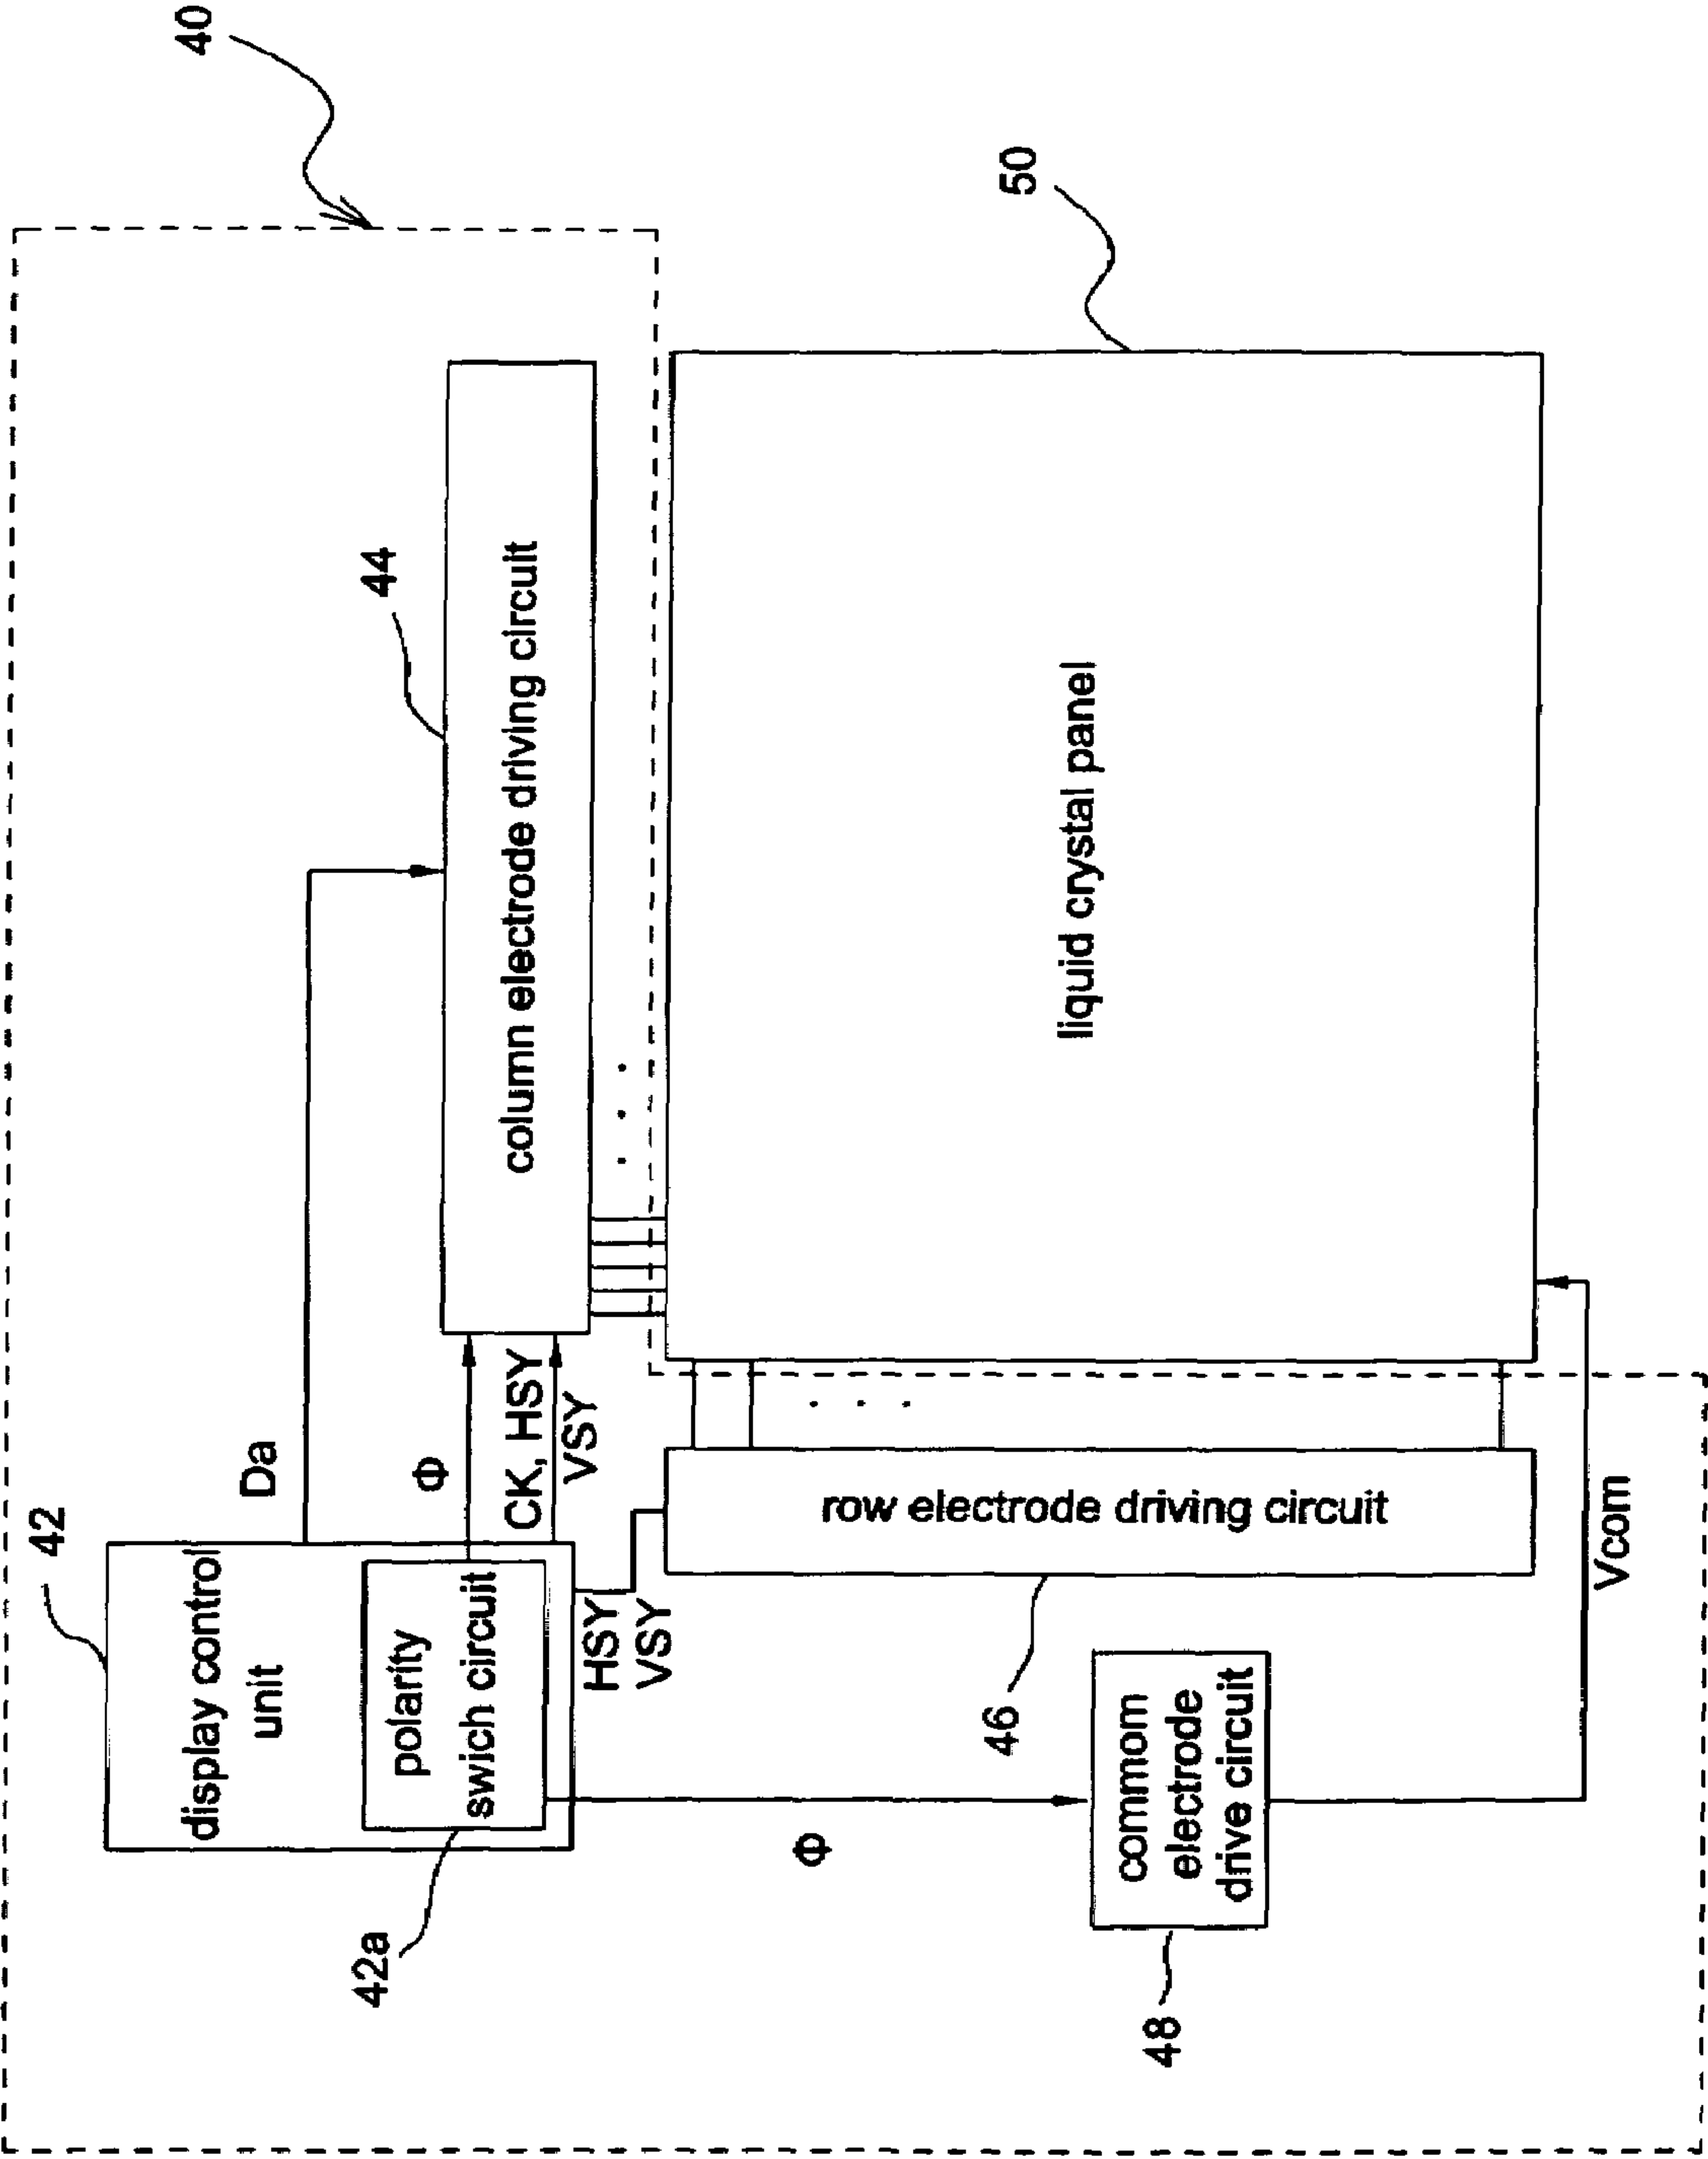 40
42
display control
unit
42a
polarity
swich circuit
Da
Φ
CK, HSY
VSY
44
column electrode driving circuit
. . .
HSY
VSY
46
row electrode driving circuit
. . .
50
liquid crystal panel
Φ
48
commom
electrode
drive circuit
Vcom